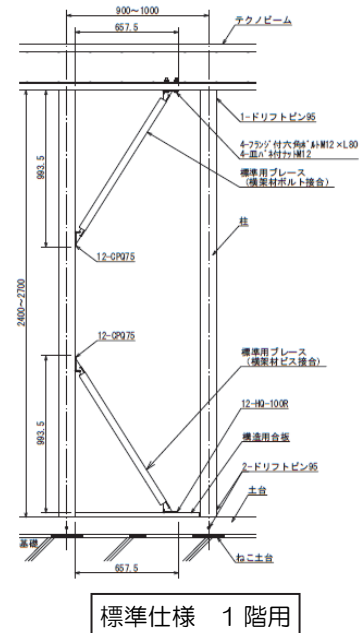 900~1000
テクノビーム
657.5
1-ドリフトピン95
4-フランジ付六角ボルトM12×L80
4-皿バネ付ナットM12
標準用ブレース
(横架材ボルト接合)
993.5
柱
12-CPQ75
2400~2700
12-CPQ75
標準用ブレース
(横架材ビス接合)
993.5
12-HQ-100R
構造用合板
2-ドリフトピン95
土台
基礎
ねこ土台
657.5
標準仕様 1階用